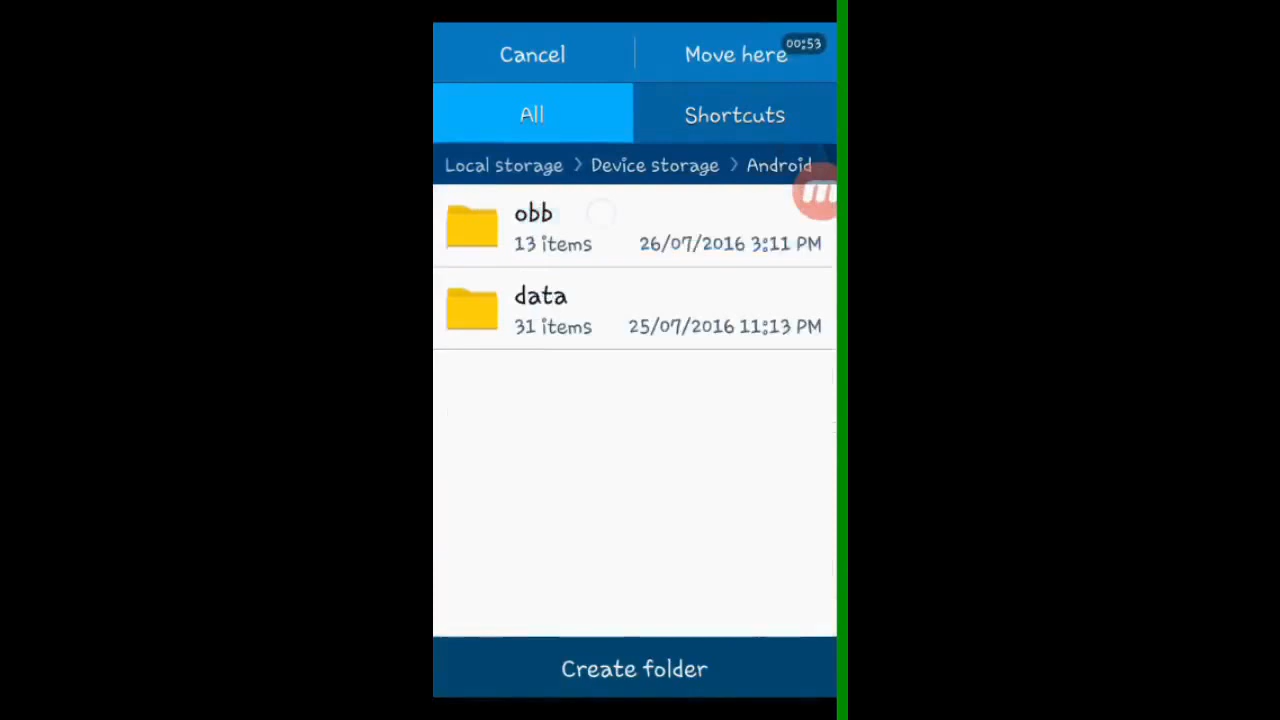 00:53
Cancel
Move here
All
Shortcuts
Local storage > Device storage > Android
obb
13 items
26/07/2016 3:11 PM
data
31 items
25/07/2016 11:13 PM
Create folder